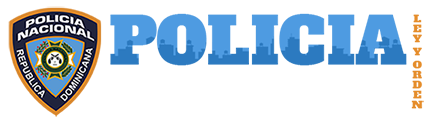 POLICIA
NACIONAL
REPUBLICA
DOMINICANA
POLICIA
LEY Y ORDEN